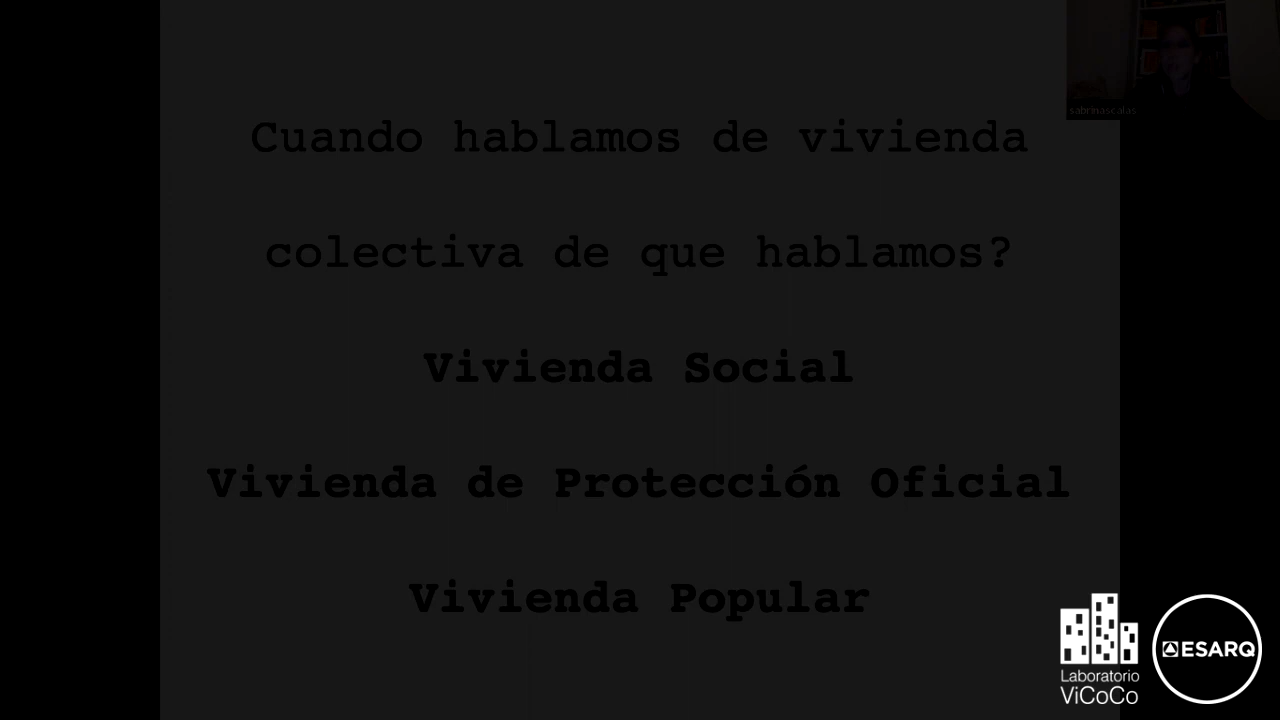 sabrinascalas
Cuando hablamos de vivienda
colectiva de que hablamos?
Vivienda Social
Vivienda de Protección Oficial
Vivienda Popular
Laboratorio
ViCoCo
ESARQ